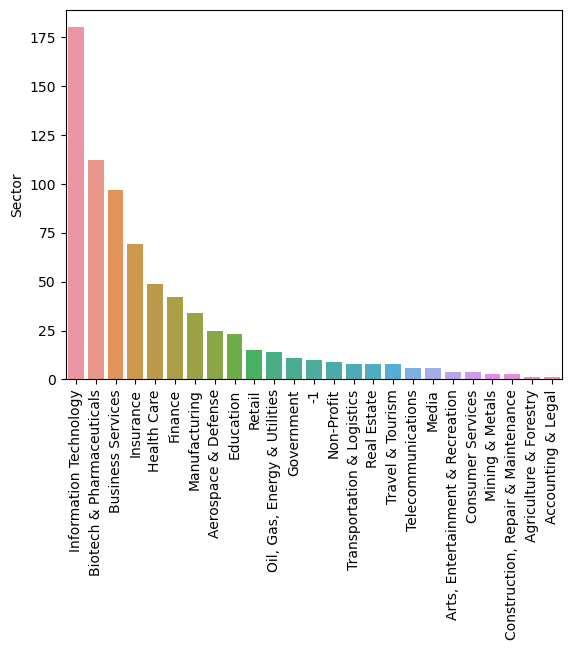 175
150
125
100
75
50
25
0
Sector
Information Technology
Biotech & Pharmaceuticals
Business Services
Insurance
Health Care
Finance
Manufacturing
Aerospace & Defense
Education
Retail
Oil, Gas, Energy & Utilities
Government
-1
Non-Profit
Transportation & Logistics
Real Estate
Travel & Tourism
Telecommunications
Media
Arts, Entertainment & Recreation
Consumer Services
Mining & Metals
Construction, Repair & Maintenance
Agriculture & Forestry
Accounting & Legal